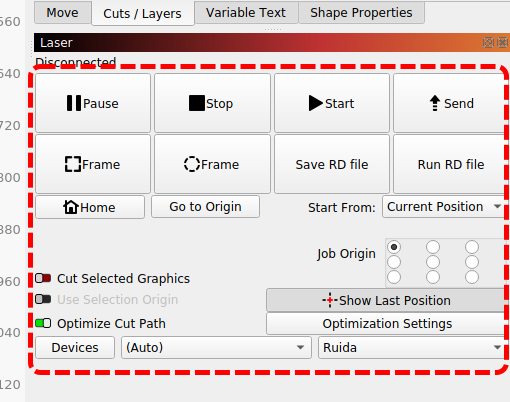 Move Cuts / Layers Variable Text Shape Properties
560
Laser
Disconnected
640
Pause Stop Start Send
720
Frame Frame Save RD file Run RD file
800
Home Go to Origin Start From: Current Position
880
Job Origin
960
Cut Selected Graphics
Use Selection Origin Show Last Position
Optimize Cut Path Optimization Settings
040
Devices (Auto) Ruida
120